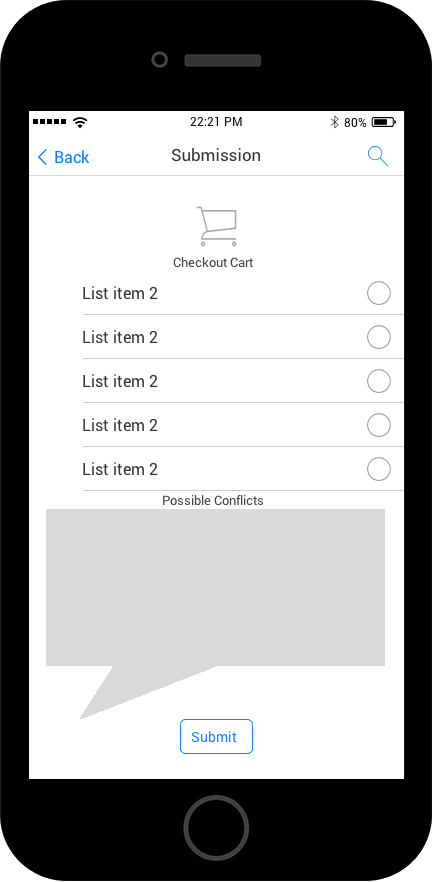 22:21 PM
80%
Back
Submission
Checkout Cart
List item 2
List item 2
List item 2
List item 2
List item 2
Possible Conflicts
Submit